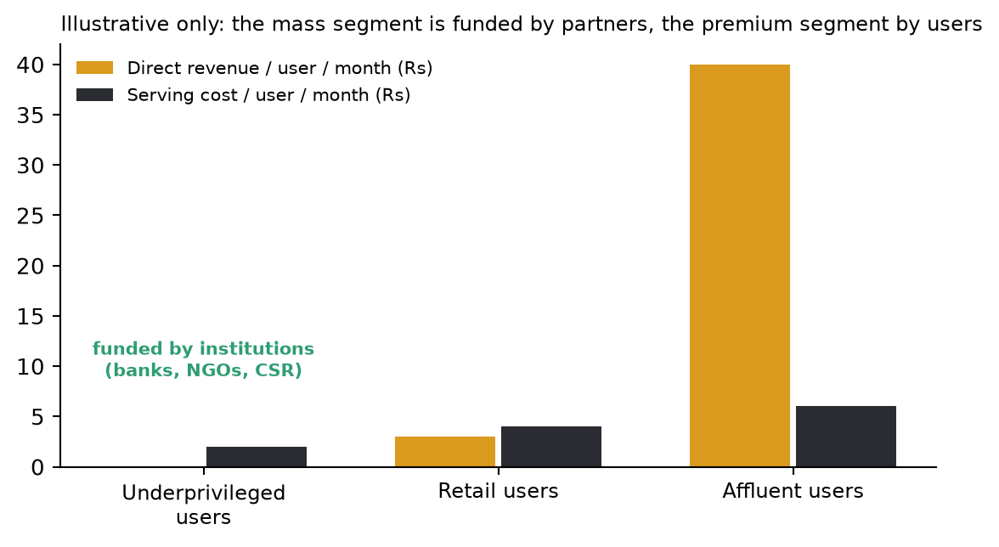 Illustrative only: the mass segment is funded by partners, the premium segment by users
Direct revenue / user / month (Rs)
Serving cost / user / month (Rs)
40
35
30
25
20
15
10
5
0
funded by institutions
(banks, NGOs, CSR)
Underprivileged
users
Retail users
Affluent users